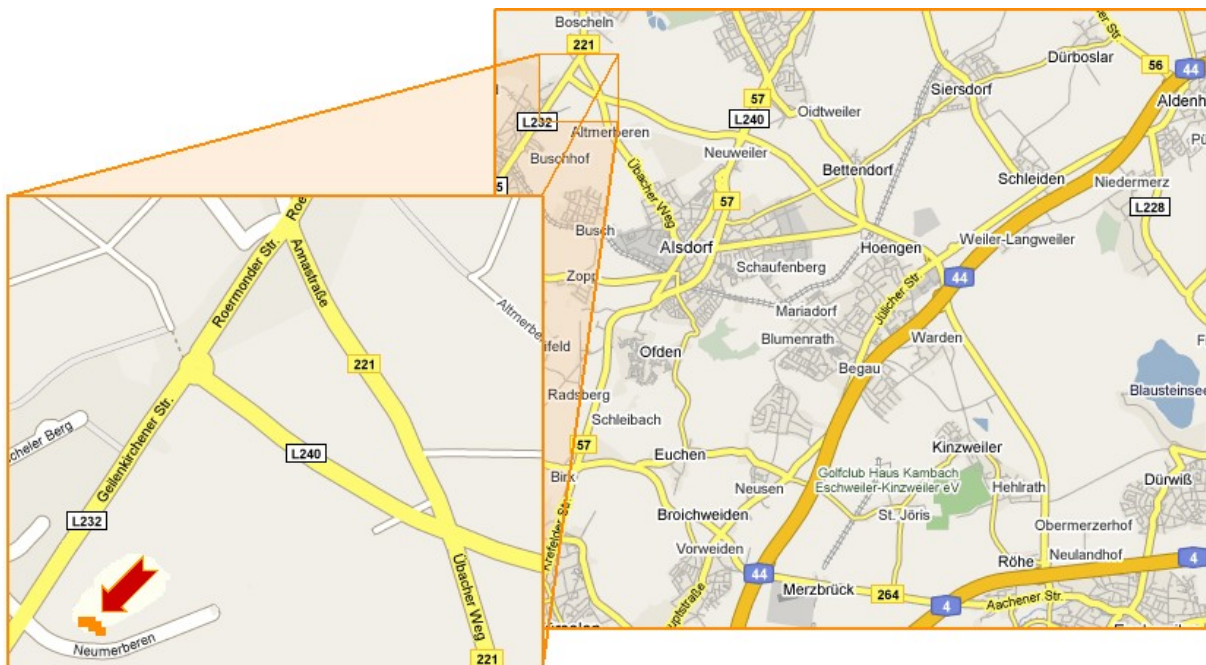 Boscheln
221
L232
Altmerberen
Buschhof
57
L240
Oidtweiler
Neuweiler
Siersdorf
Dürboslar
56
44
Bettendorf
Schleiden
Niedermerz
L228
Übacher Weg
57
Busch
Alsdorf
Hoengen
Weiler-Langweiler
Schaufenberg
44
Jülicher Str.
Mariadorf
Blumenrath
Warden
Ofden
Begau
Radsberg
Schleibach
57
Birk
Euchen
Kinzweiler
Golfclub Haus Kambach
Eschweiler-Kinzweiler eV
Neusen
Hehlrath
Dürwiß
Broichweiden
St. Jöris
Obermerzerhof
Vorweiden
Röhe
Neulandhof
4
44
Merzbrück
264
4
Aachener Str.
Krefelder Str.
Blausteinsee
Roermonder Str.
Annastraße
221
Geilenkirchener Str.
L240
L232
Übacher Weg
Neumerberen
221